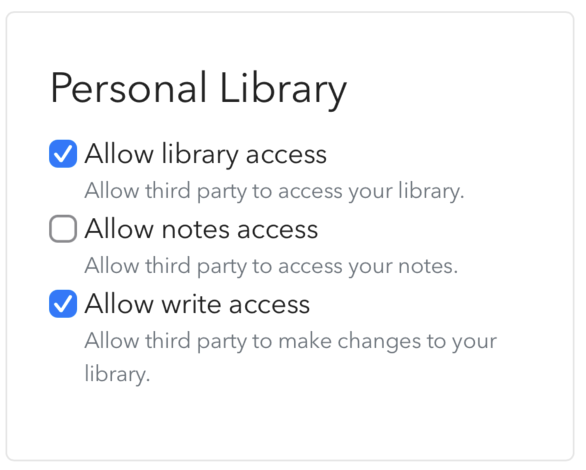 Personal Library
Allow library access
Allow third party to access your library.
Allow notes access
Allow third party to access your notes.
Allow write access
Allow third party to make changes to your
library.